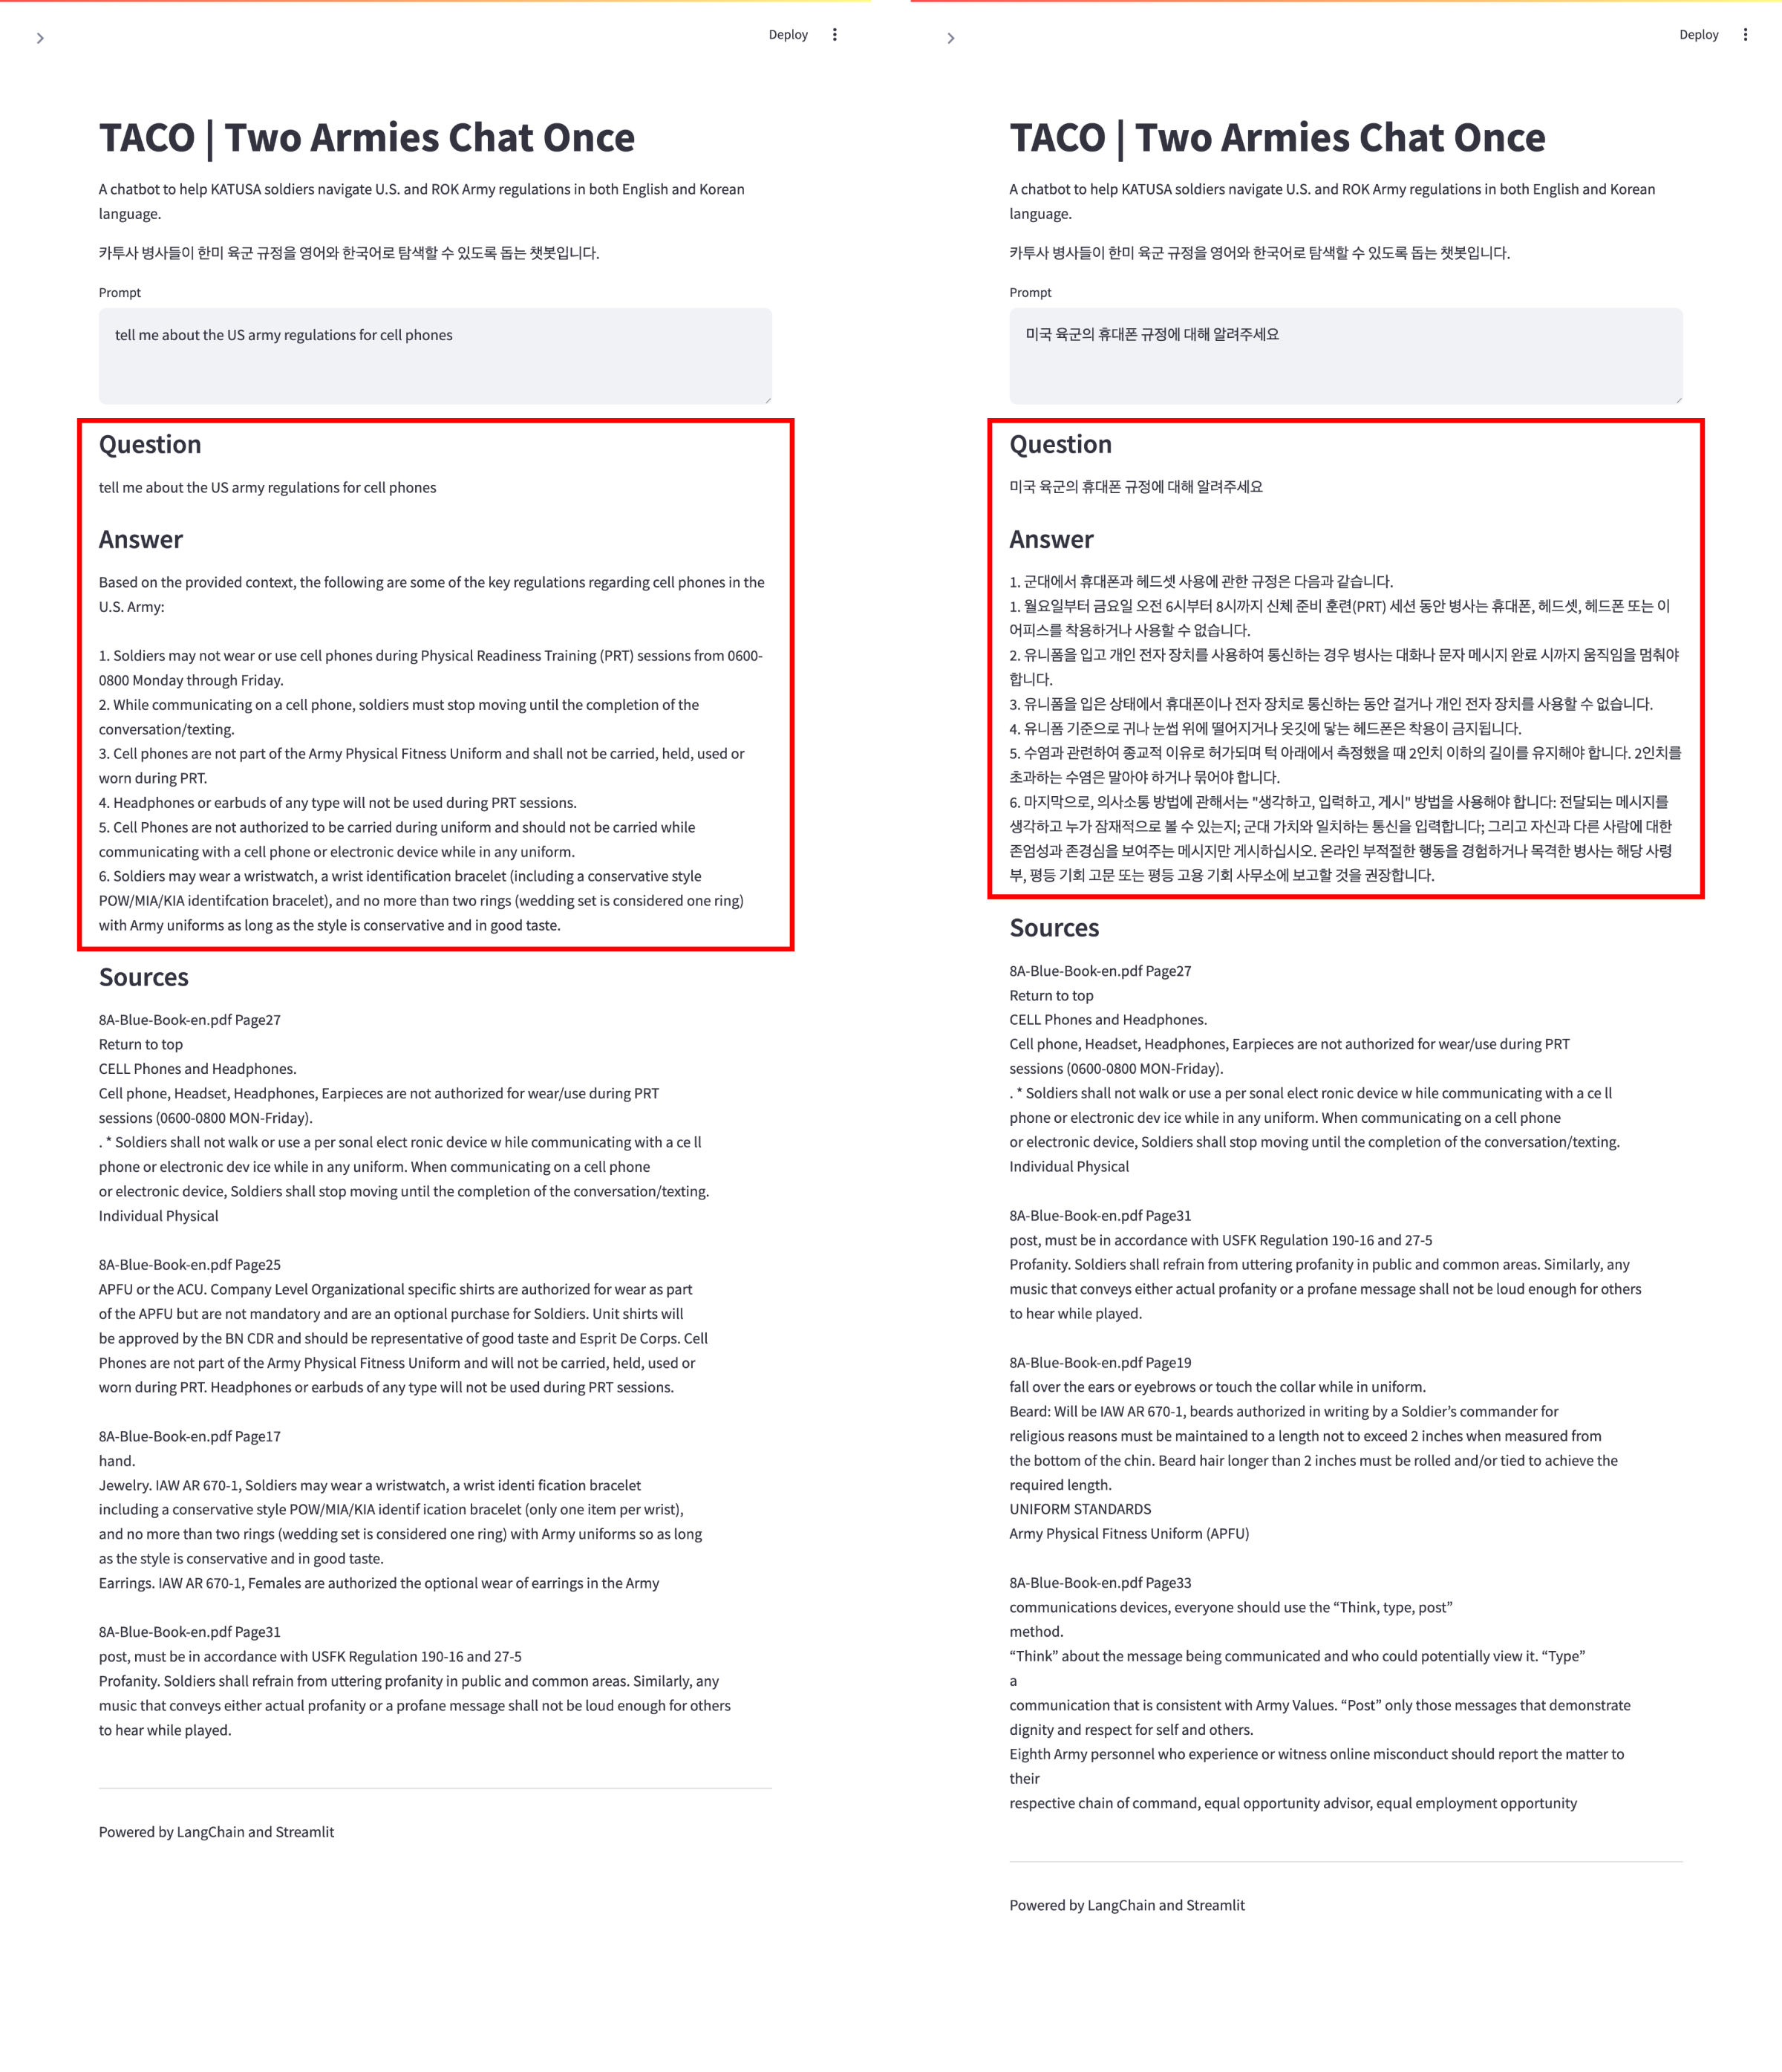 Deploy
TACO | Two Armies Chat Once
A chatbot to help KATUSA soldiers navigate U.S. and ROK Army regulations in both English and Korean
language.
카투사 병사들이 한미 육군 규정을 영어와 한국어로 탐색할 수 있도록 돕는 챗봇입니다.
Prompt
tell me about the US army regulations for cell phones
Question
tell me about the US army regulations for cell phones
Answer
Based on the provided context, the following are some of the key regulations regarding cell phones in the
U.S. Army:
1. Soldiers may not wear or use cell phones during Physical Readiness Training (PRT) sessions from 0600-
0800 Monday through Friday.
2. While communicating on a cell phone, soldiers must stop moving until the completion of the
conversation/texting.
3. Cell phones are not part of the Army Physical Fitness Uniform and shall not be carried, held, used or
worn during PRT.
4. Headphones or earbuds of any type will not be used during PRT sessions.
5. Cell Phones are not authorized to be carried during uniform and should not be carried while
communicating with a cell phone or electronic device while in any uniform.
6. Soldiers may wear a wristwatch, a wrist identification bracelet (including a conservative style
POW/MIA/KIA identifcation bracelet), and no more than two rings (wedding set is considered one ring)
with Army uniforms as long as the style is conservative and in good taste.
Sources
8A-Blue-Book-en.pdf Page27
Return to top
CELL Phones and Headphones.
Cell phone, Headset, Headphones, Earpieces are not authorized for wear/use during PRT
sessions (0600-0800 MON-Friday).
. * Soldiers shall not walk or use a per sonal elect ronic device w hile communicating with a ce ll
phone or electronic dev ice while in any uniform. When communicating on a cell phone
or electronic device, Soldiers shall stop moving until the completion of the conversation/texting.
Individual Physical
8A-Blue-Book-en.pdf Page25
APFU or the ACU. Company Level Organizational specific shirts are authorized for wear as part
of the APFU but are not mandatory and are an optional purchase for Soldiers. Unit shirts will
be approved by the BN CDR and should be representative of good taste and Esprit De Corps. Cell
Phones are not part of the Army Physical Fitness Uniform and will not be carried, held, used or
worn during PRT. Headphones or earbuds of any type will not be used during PRT sessions.
8A-Blue-Book-en.pdf Page17
hand.
Jewelry. IAW AR 670-1, Soldiers may wear a wristwatch, a wrist identi fication bracelet
including a conservative style POW/MIA/KIA identif ication bracelet (only one item per wrist),
and no more than two rings (wedding set is considered one ring) with Army uniforms so as long
as the style is conservative and in good taste.
Earrings. IAW AR 670-1, Females are authorized the optional wear of earrings in the Army
8A-Blue-Book-en.pdf Page31
post, must be in accordance with USFK Regulation 190-16 and 27-5
Profanity. Soldiers shall refrain from uttering profanity in public and common areas. Similarly, any
music that conveys either actual profanity or a profane message shall not be loud enough for others
to hear while played.
Powered by LangChain and Streamlit
Deploy
TACO | Two Armies Chat Once
A chatbot to help KATUSA soldiers navigate U.S. and ROK Army regulations in both English and Korean
language.
카투사 병사들이 한미 육군 규정을 영어와 한국어로 탐색할 수 있도록 돕는 챗봇입니다.
Prompt
미국 육군의 휴대폰 규정에 대해 알려주세요
Question
미국 육군의 휴대폰 규정에 대해 알려주세요
Answer
1. 군대에서 휴대폰과 헤드셋 사용에 관한 규정은 다음과 같습니다.
1. 월요일부터 금요일 오전 6시부터 8시까지 신체 준비 훈련(PRT) 세션 동안 병사는 휴대폰, 헤드셋, 헤드폰 또는 이
어피스를 착용하거나 사용할 수 없습니다.
2. 유니폼을 입고 개인 전자 장치를 사용하여 통신하는 경우 병사는 대화나 문자 메시지 완료 시까지 움직임을 멈춰야
합니다.
3. 유니폼을 입은 상태에서 휴대폰이나 전자 장치로 통신하는 동안 걸거나 개인 전자 장치를 사용할 수 없습니다.
4. 유니폼 기준으로 귀나 눈썹 위에 떨어지거나 옷깃에 닿는 헤드폰은 착용이 금지됩니다.
5. 수염과 관련하여 종교적 이유로 허가되며 턱 아래에서 측정했을 때 2인치 이하의 길이를 유지해야 합니다. 2인치를
초과하는 수염은 말아야 하거나 묶어야 합니다.
6. 마지막으로, 의사소통 방법에 관해서는 "생각하고, 입력하고, 게시" 방법을 사용해야 합니다: 전달되는 메시지를
생각하고 누가 잠재적으로 볼 수 있는지; 군대 가치와 일치하는 통신을 입력합니다; 그리고 자신과 다른 사람에 대한
존엄성과 존경심을 보여주는 메시지만 게시하십시오. 온라인 부적절한 행동을 경험하거나 목격한 병사는 해당 사령
부, 평등 기회 고문 또는 평등 고용 기회 사무소에 보고할 것을 권장합니다.
Sources
8A-Blue-Book-en.pdf Page27
Return to top
CELL Phones and Headphones.
Cell phone, Headset, Headphones, Earpieces are not authorized for wear/use during PRT
sessions (0600-0800 MON-Friday).
. * Soldiers shall not walk or use a per sonal elect ronic device w hile communicating with a ce ll
phone or electronic dev ice while in any uniform. When communicating on a cell phone
or electronic device, Soldiers shall stop moving until the completion of the conversation/texting.
Individual Physical
8A-Blue-Book-en.pdf Page31
post, must be in accordance with USFK Regulation 190-16 and 27-5
Profanity. Soldiers shall refrain from uttering profanity in public and common areas. Similarly, any
music that conveys either actual profanity or a profane message shall not be loud enough for others
to hear while played.
8A-Blue-Book-en.pdf Page19
fall over the ears or eyebrows or touch the collar while in uniform.
Beard: Will be IAW AR 670-1, beards authorized in writing by a Soldier’s commander for
religious reasons must be maintained to a length not to exceed 2 inches when measured from
the bottom of the chin. Beard hair longer than 2 inches must be rolled and/or tied to achieve the
required length.
UNIFORM STANDARDS
Army Physical Fitness Uniform (APFU)
8A-Blue-Book-en.pdf Page33
communications devices, everyone should use the “Think, type, post”
method.
“Think” about the message being communicated and who could potentially view it. “Type”
a
communication that is consistent with Army Values. “Post” only those messages that demonstrate
dignity and respect for self and others.
Eighth Army personnel who experience or witness online misconduct should report the matter to
their
respective chain of command, equal opportunity advisor, equal employment opportunity
Powered by LangChain and Streamlit